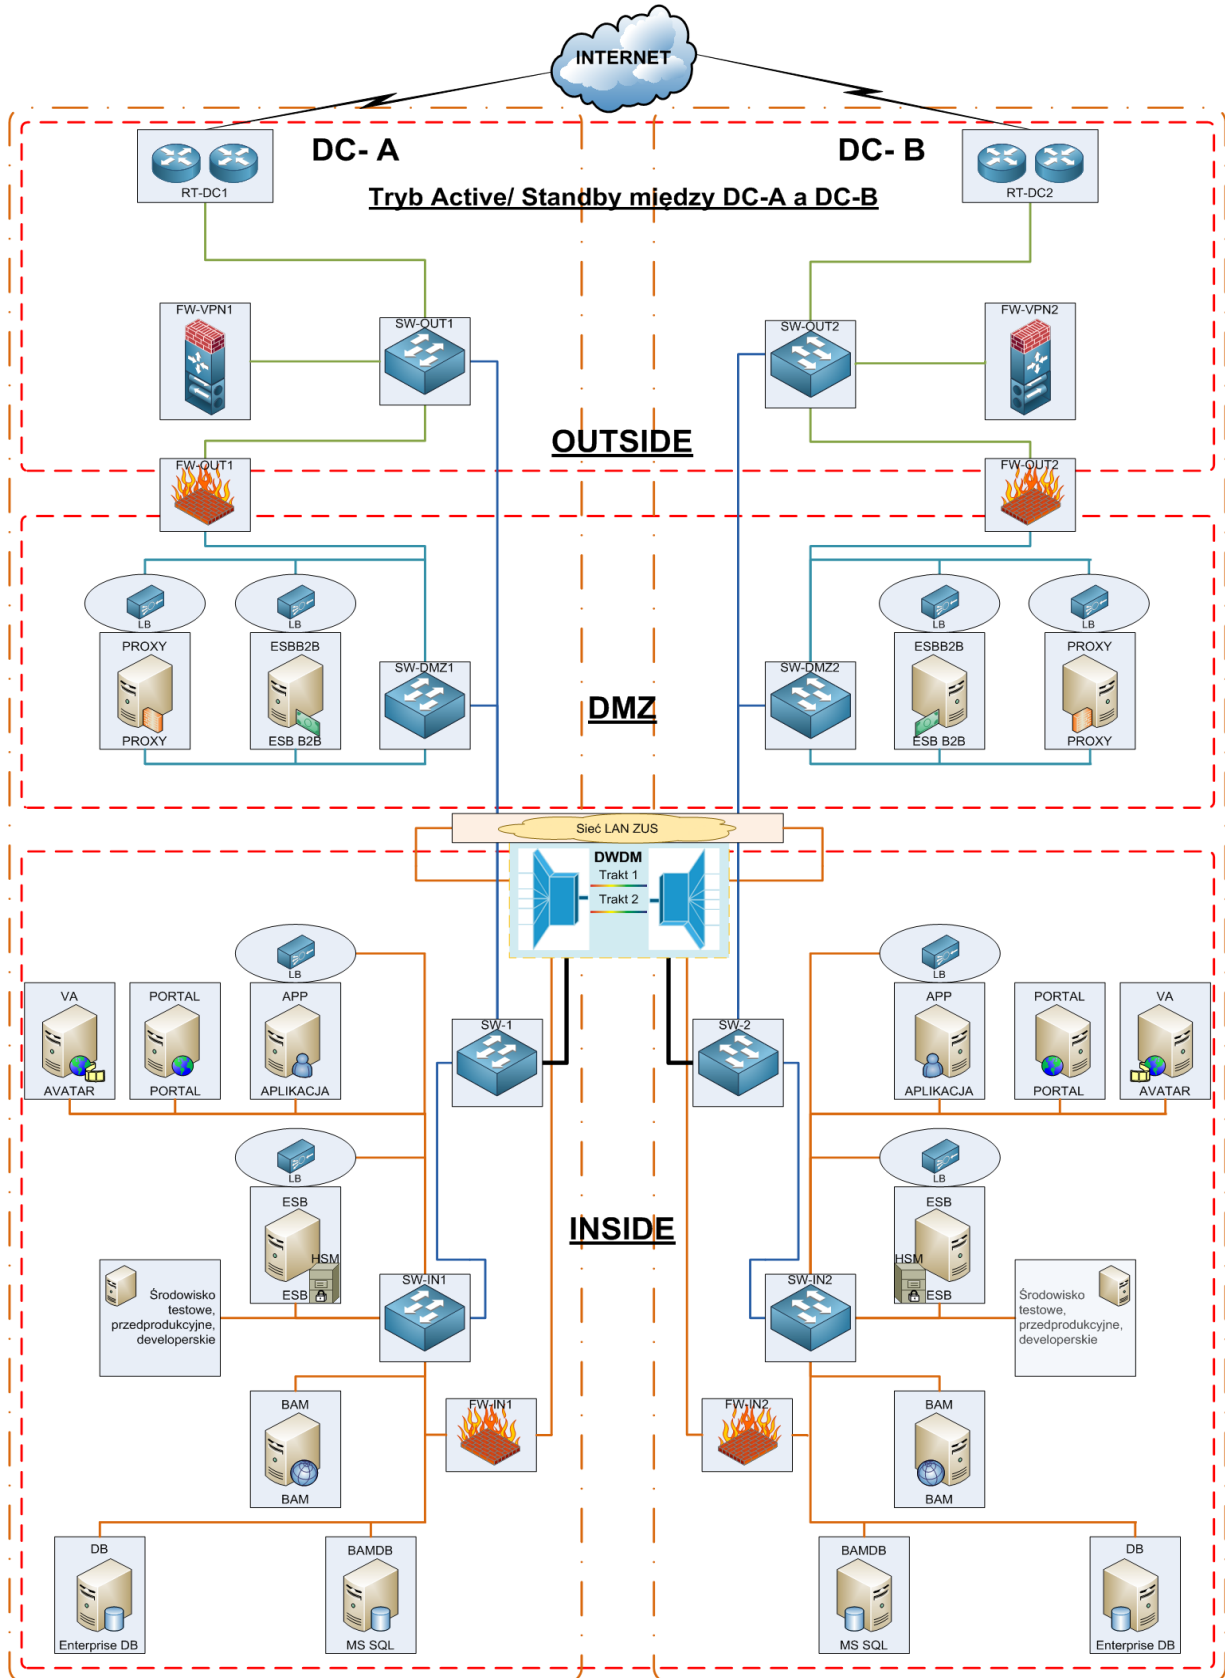 INTERNET
DC- A
DC- B
RT-DC1
RT-DC2
Tryb Active/ Standby między DC-A a DC-B
FW-VPN1
SW-OUT1
SW-OUT2
FW-VPN2
OUTSIDE
FW-OUT1
FW-OUT2
LB
LB
LB
LB
PROXY
ESBB2B
SW-DMZ1
SW-DMZ2
ESBB2B
PROXY
DMZ
PROXY
ESB B2B
ESB B2B
PROXY
Sieć LAN ZUS
DWDM
Trakt 1
Trakt 2
LB
LB
VA
PORTAL
APP
SW-1
SW-2
APP
PORTAL
VA
AVATAR
PORTAL
APLIKACJA
APLIKACJA
PORTAL
AVATAR
LB
LB
ESB
ESB
INSIDE
HSM
HSM
SW-IN1
SW-IN2
ESB
ESB
Środowisko
testowe,
przedprodukcyjne,
developerskie
Środowisko
testowe,
przedprodukcyjne,
developerskie
BAM
FW-IN1
FW-IN2
BAM
BAM
BAM
DB
BAMDB
BAMDB
DB
Enterprise DB
MS SQL
MS SQL
Enterprise DB